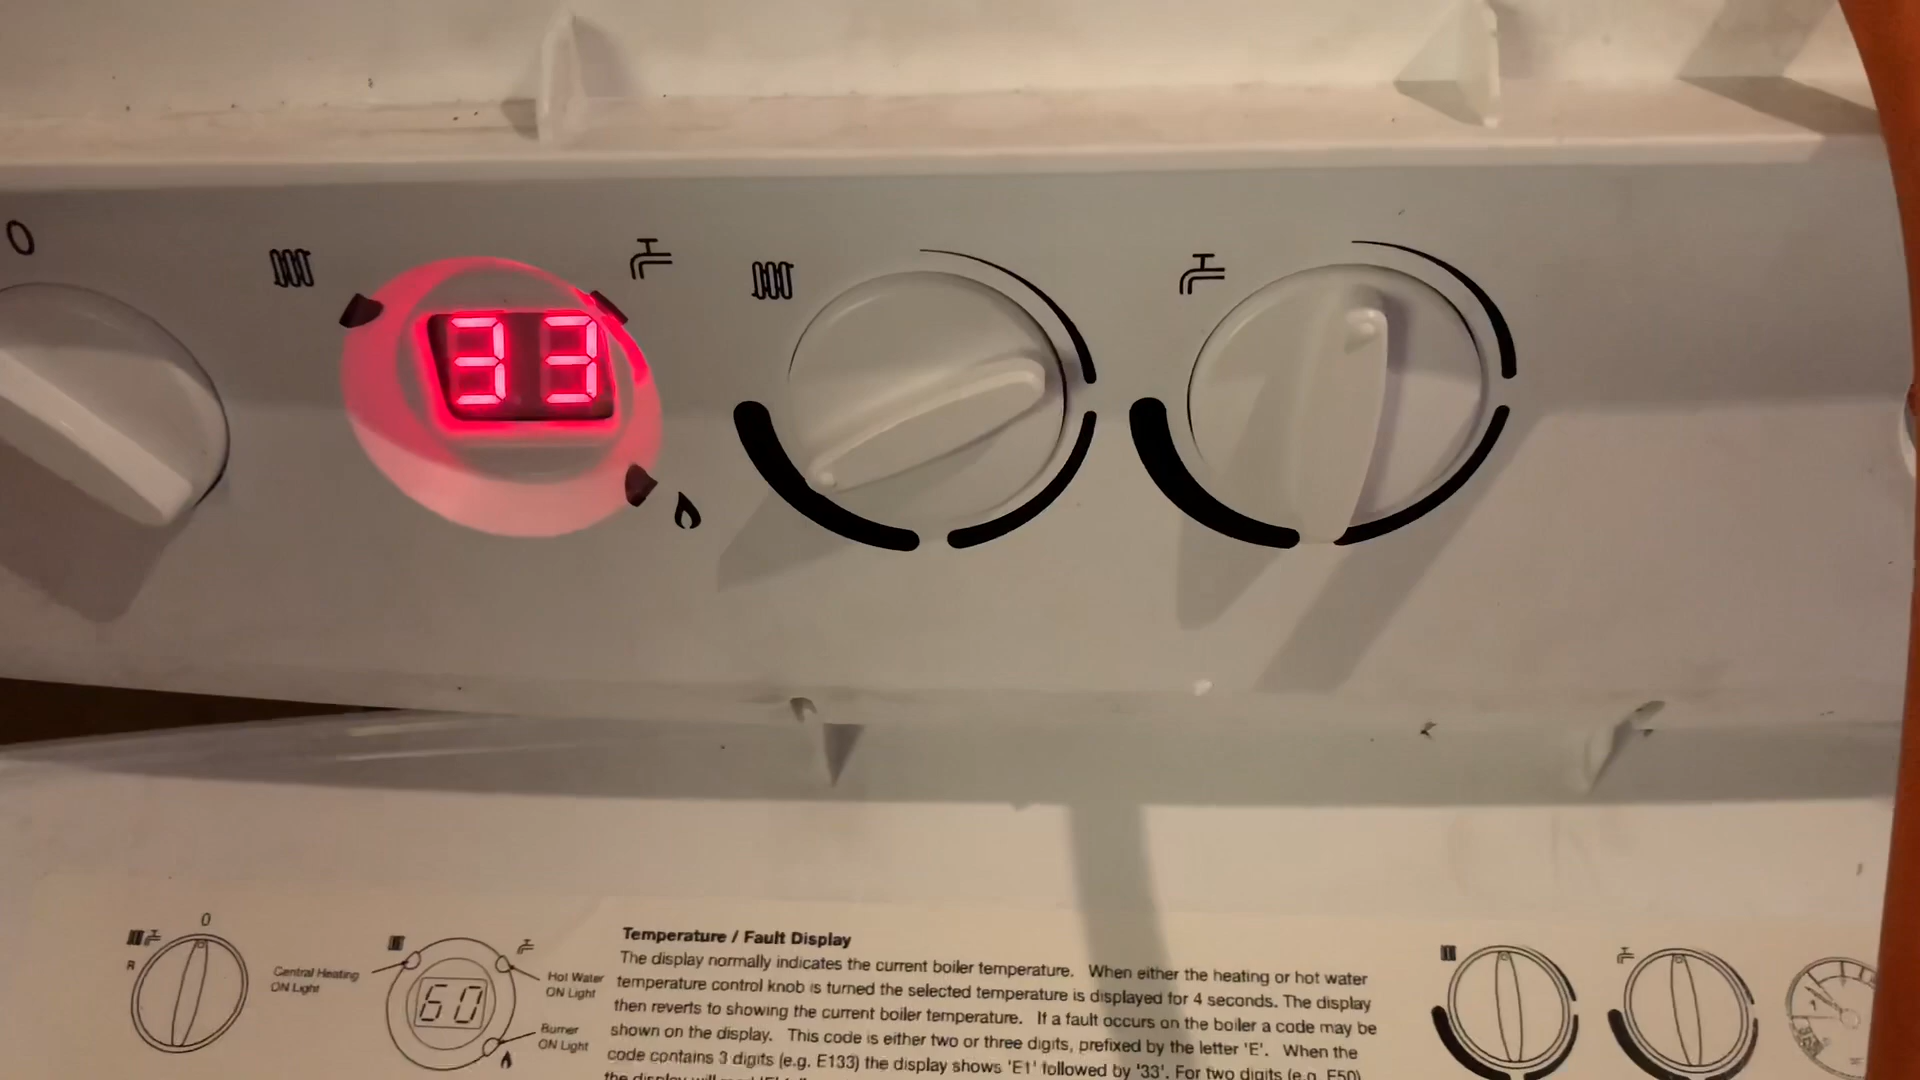 0
33
0
R
Central Heating
ON Light
60
Hot Water
ON Light
Burner
ON Light
Temperature / Fault Display
The display normally indicates the current boiler temperature. When either the heating or hot water
temperature control knob is turned the selected temperature is displayed for 4 seconds. The display
then reverts to showing the current boiler temperature. If a fault occurs on the boiler a code may be
shown on the display. This code is either two or three digits, prefixed by the letter 'E'. When the
code contains 3 digits (e.g. E133) the display shows 'E1' followed by '33'. For two digits (e.g. E50)
the display will